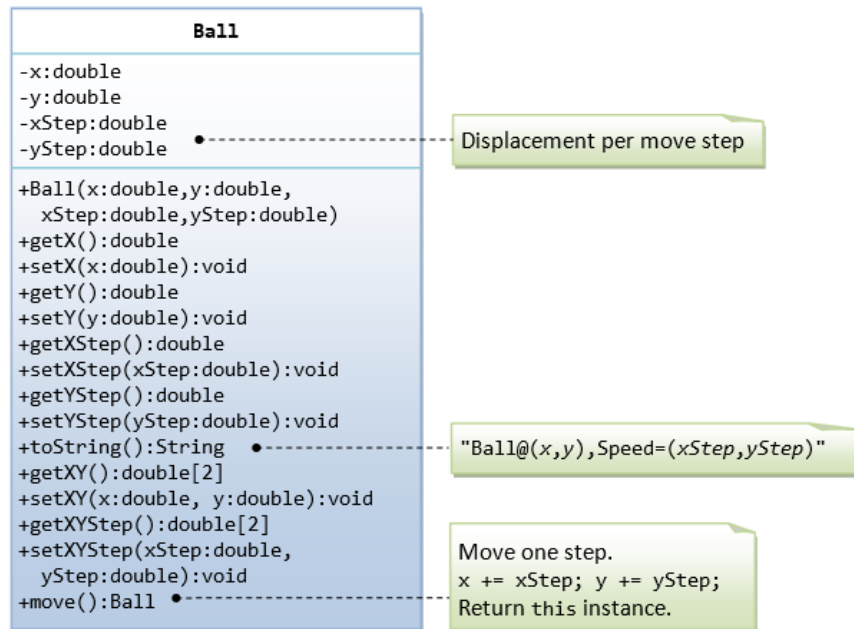 Ball
-x:double
-y:double
-xStep:double
-yStep:double
Displacement per move step
+Ball(x:double,y:double,
xStep:double,yStep:double)
+getX():double
+setX(x:double):void
+getY():double
+setY(y:double):void
+getXStep():double
+setXStep(xStep:double):void
+getYStep():double
+setYStep(yStep:double):void
+toString():String
"Ball@(x,y),Speed=(xStep,yStep)"
+getXY():double[2]
+setXY(x:double, y:double):void
+getXYStep():double[2]
+setXYStep(xStep:double,
yStep:double):void
+move():Ball
Move one step.
x += xStep; y += yStep;
Return this instance.